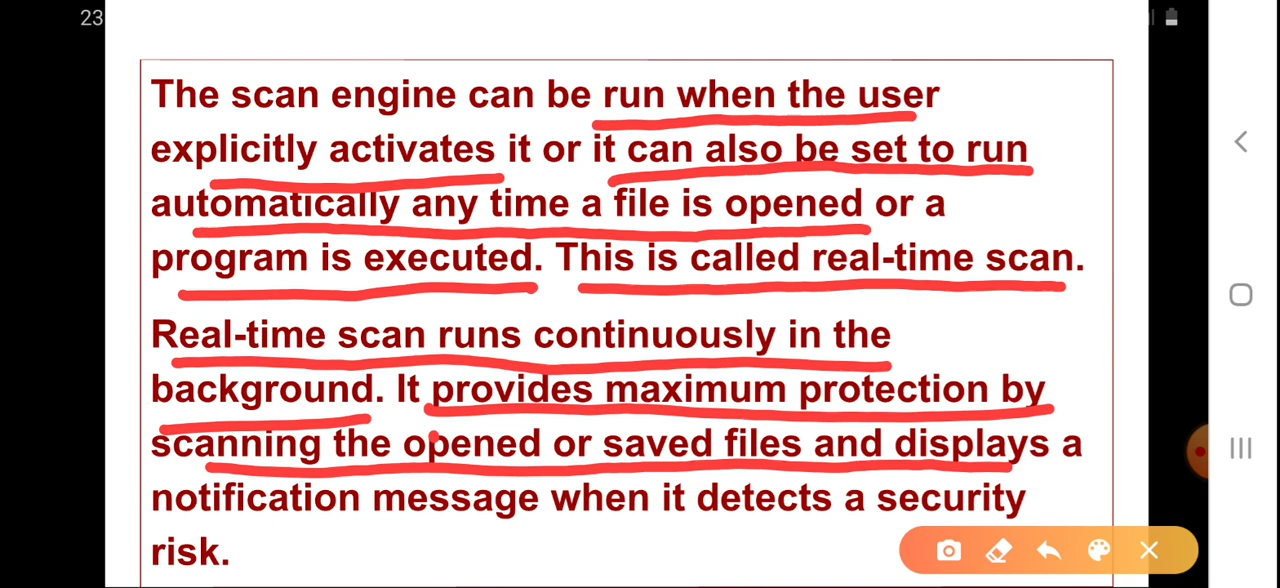 23
The scan engine can be run when the user
explicitly activates it or it can also be set to run
automatically any time a file is opened or a
program is executed. This is called real-time scan.
Real-time scan runs continuously in the
background. It provides maximum protection by
scanning the opened or saved files and displays a
notification message when it detects a security
risk.